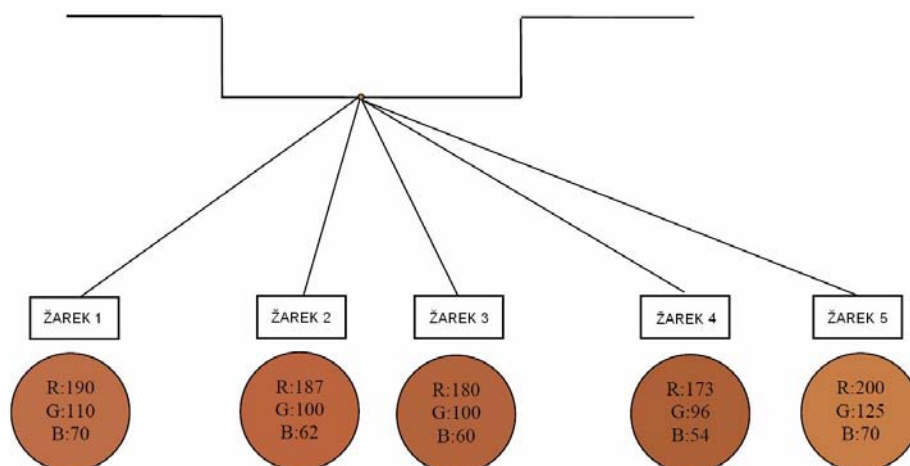 ŽAREK 1
ŽAREK 2
ŽAREK 3
ŽAREK 4
ŽAREK 5
R:190
G:110
B:70
R:187
G:100
B:62
R:180
G:100
B:60
R:173
G:96
B:54
R:200
G:125
B:70